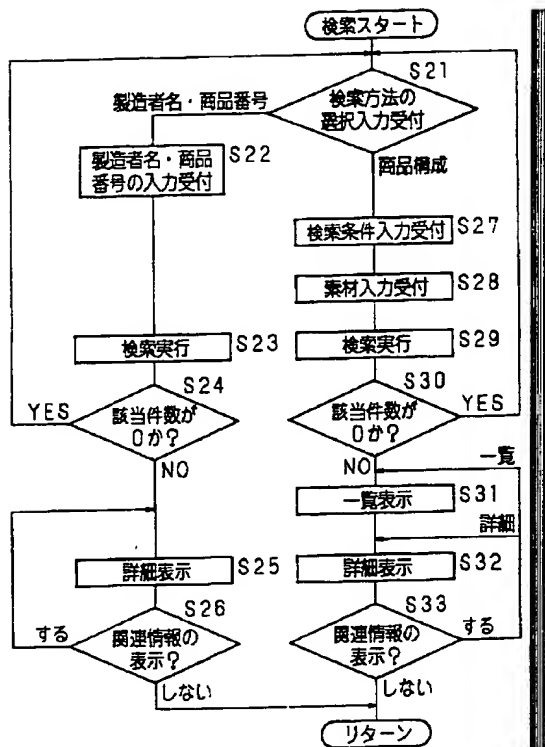 検索スタート
S21
検索方法の
選択入力受付
製造者名・商品番号
商品構成
製造者名・商品
番号の入力受付
S22
検索条件入力受付
S27
素材入力受付
S28
検索実行
S23
検索実行
S29
S24
該当件数が
0か?
YES
NO
S30
該当件数が
0か?
YES
NO
一覧
一覧表示
S31
詳細
詳細表示
S25
詳細表示
S32
S26
関連情報の
表示?
する
しない
S33
関連情報の
表示?
する
しない
リターン